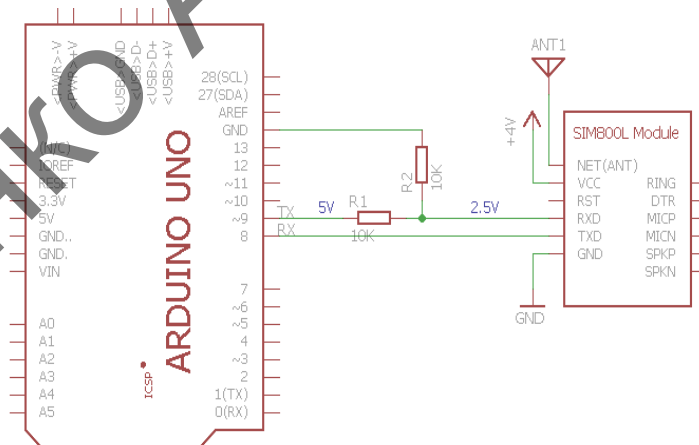 ANT1
<PWR>-V
<PWR>+V
<USB>GND
<USB>D-
<USB>D+
<USB>+V
28(SCL)
27(SDA)
AREF
GND
13
12
~11
~10
~9
8
7
~6
~5
4
~3
2
1(TX)
0(RX)
(N/C)
IOREF
RESET
3.3V
5V
GND..
GND.
VIN
A0
A1
A2
A3
A4
A5
ARDUINO UNO
ICSP
TX
RX
5V
R1
10K
R2
10K
2.5V
+4V
SIM800L Module
NET(ANT)
VCC
RST
RXD
TXD
GND
RING
DTR
MICP
MICN
SPKP
SPKN
GND